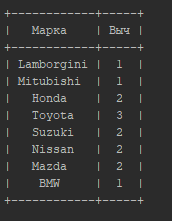 +-------------+-----+
|    Марка    | Выч |
+-------------+-----+
| Lamborgini  |  1  |
| Mitubishi   |  1  |
|    Honda    |  2  |
|    Toyota   |  3  |
|    Suzuki   |  2  |
|    Nissan   |  2  |
|    Mazda    |  2  |
|     BMW     |  1  |
+-------------+-----+